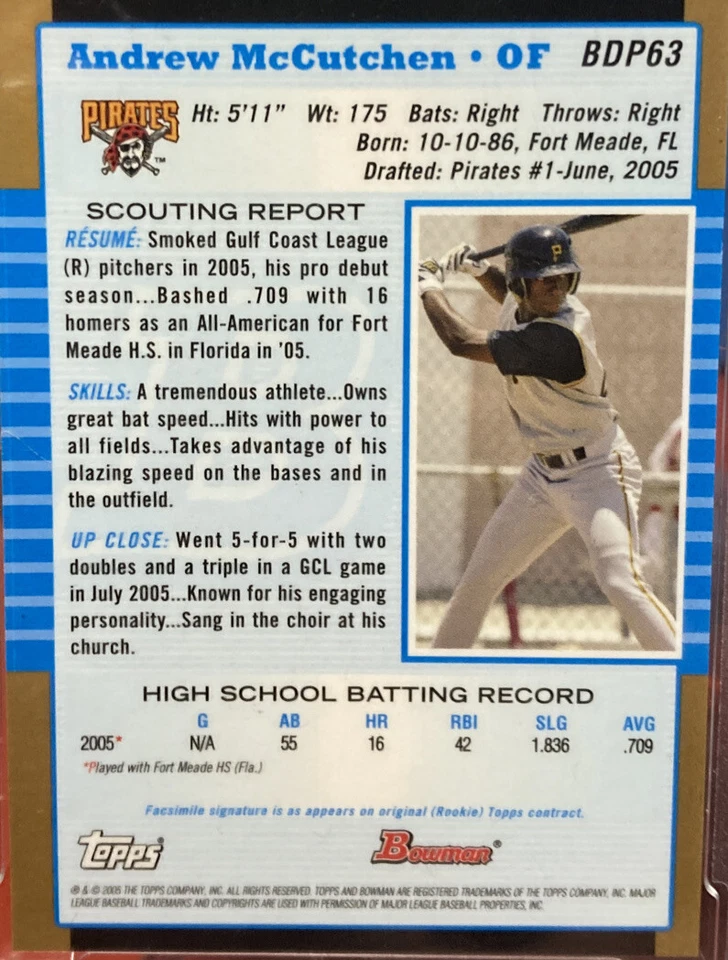 Andrew McCutchen • OF BDP63
PIRATES
TM
Ht: 5'11" Wt: 175 Bats: Right Throws: Right
Born: 10-10-86, Fort Meade, FL
Drafted: Pirates #1-June, 2005
SCOUTING REPORT
RÉSUMÉ: Smoked Gulf Coast League
(R) pitchers in 2005, his pro debut
season...Bashed .709 with 16
homers as an All-American for Fort
Meade H.S. in Florida in '05.
SKILLS: A tremendous athlete...Owns
great bat speed...Hits with power to
all fields...Takes advantage of his
blazing speed on the bases and in
the outfield.
UP CLOSE: Went 5-for-5 with two
doubles and a triple in a GCL game
in July 2005...Known for his engaging
personality...Sang in the choir at his
church.
P
HIGH SCHOOL BATTING RECORD
G AB HR RBI SLG AVG
2005* N/A 55 16 42 1.836 .709
*Played with Fort Meade HS (Fla.)
Facsimile signature is as appears on original (Rookie) Topps contract.
Topps® Bowman®
® & © 2005 THE TOPPS COMPANY, INC. ALL RIGHTS RESERVED. TOPPS AND BOWMAN ARE REGISTERED TRADEMARKS OF THE TOPPS COMPANY, INC. MAJOR
LEAGUE BASEBALL TRADEMARKS AND COPYRIGHTS ARE USED WITH PERMISSION OF MAJOR LEAGUE BASEBALL PROPERTIES, INC.